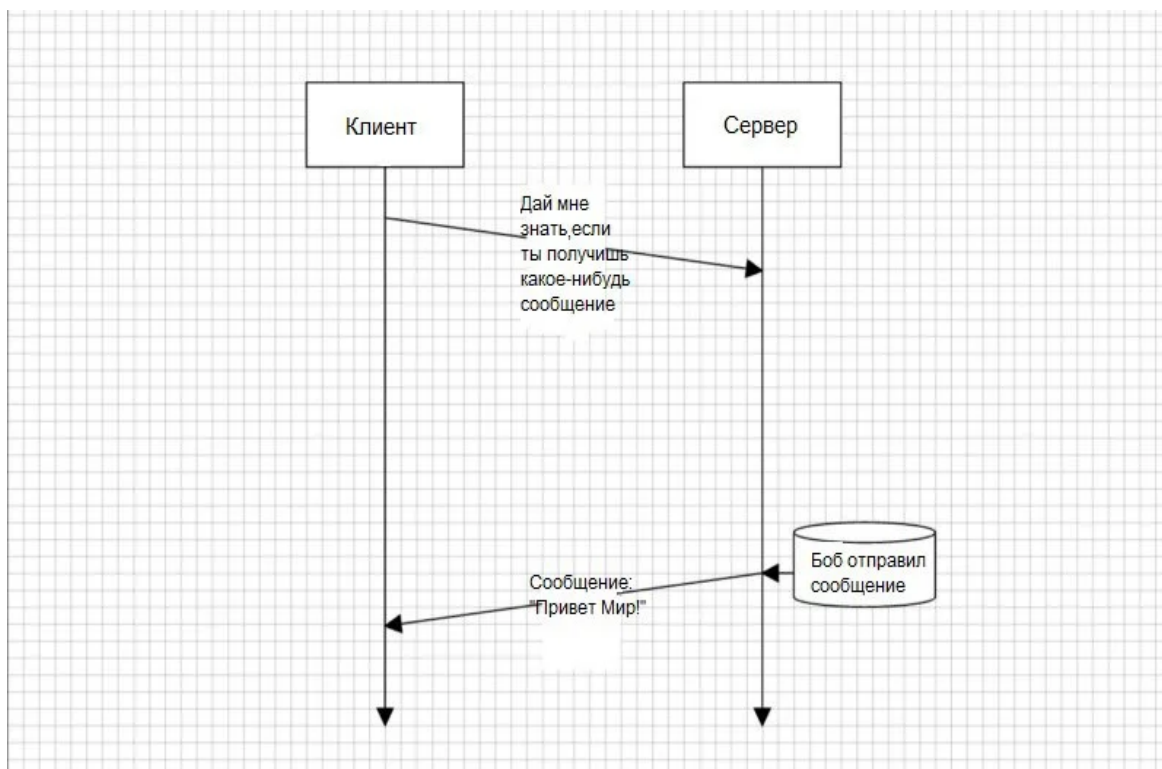 Клиент
Сервер
Дай мне
знать,если
ты получишь
какое-нибудь
сообщение
Боб отправил
сообщение
Сообщение:
"Привет Мир!"